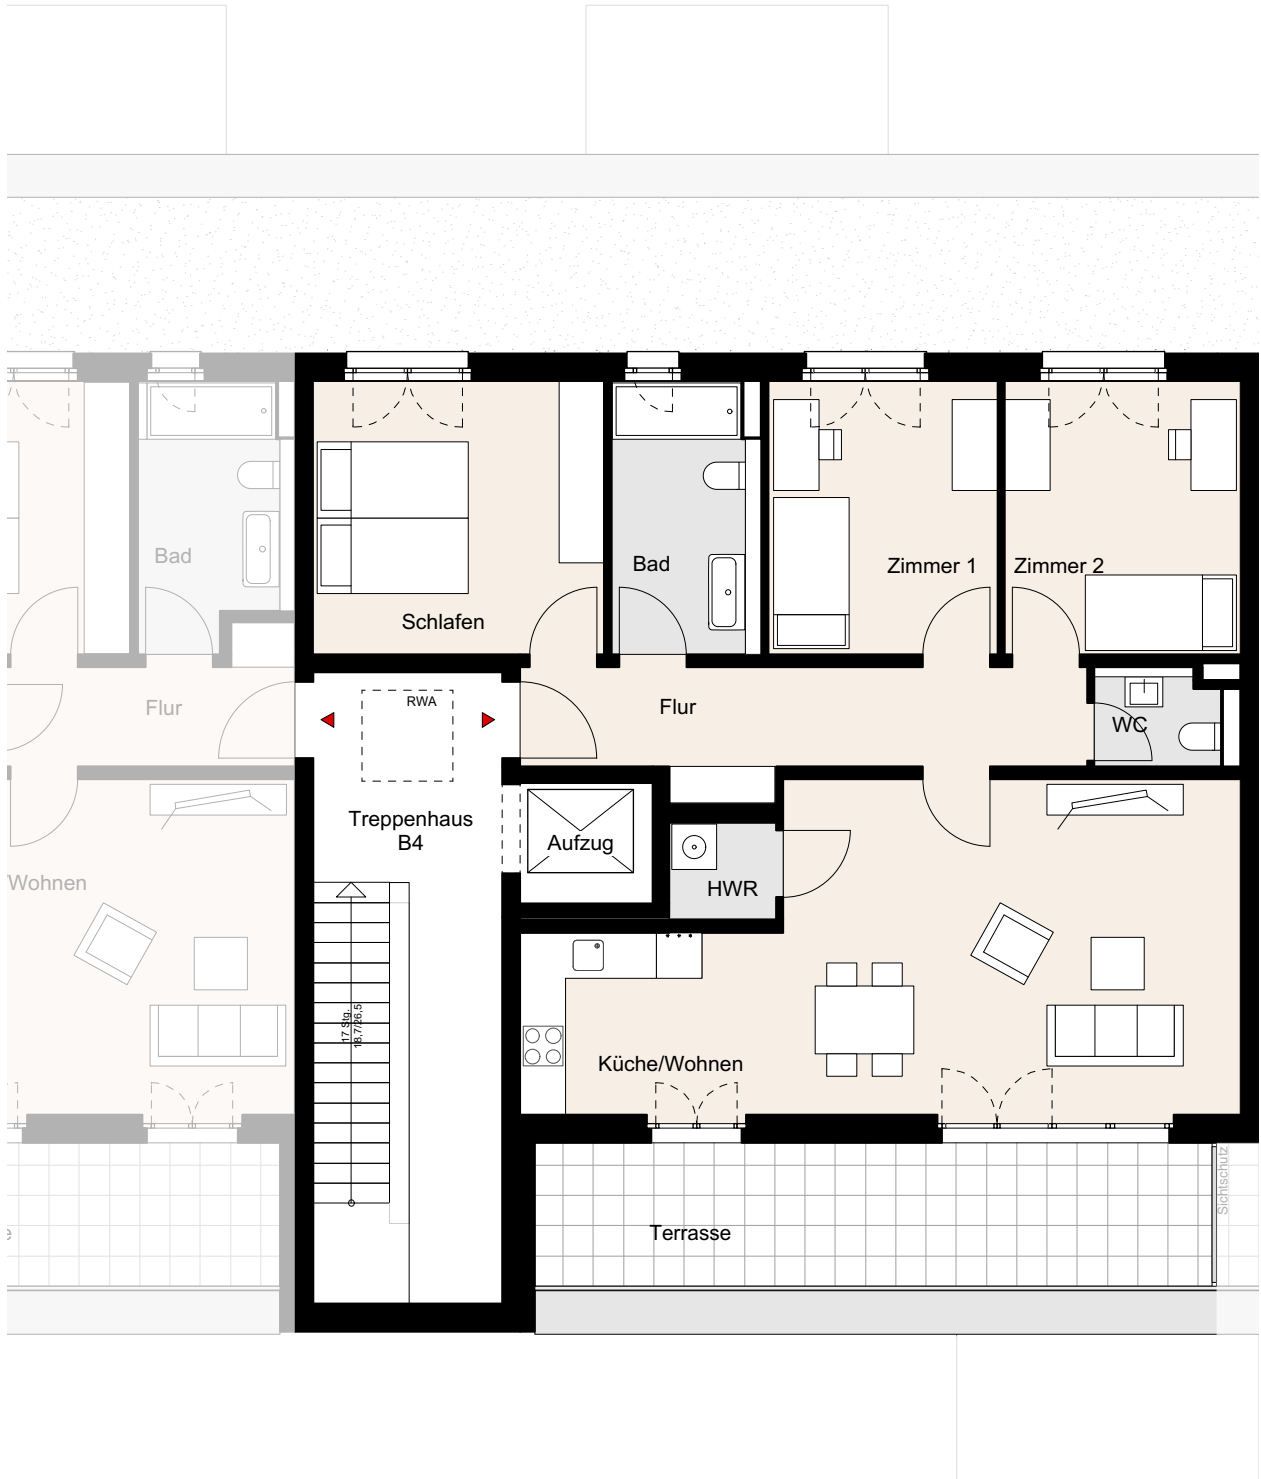 Bad
Bad
Zimmer 1
Zimmer 2
Schlafen
RWA
Flur
Flur
WC
Treppenhaus
B4
Aufzug
HWR
/Wohnen
17 Stg.
18,7/26,5
Küche/Wohnen
Sichtschutz
Terrasse
e